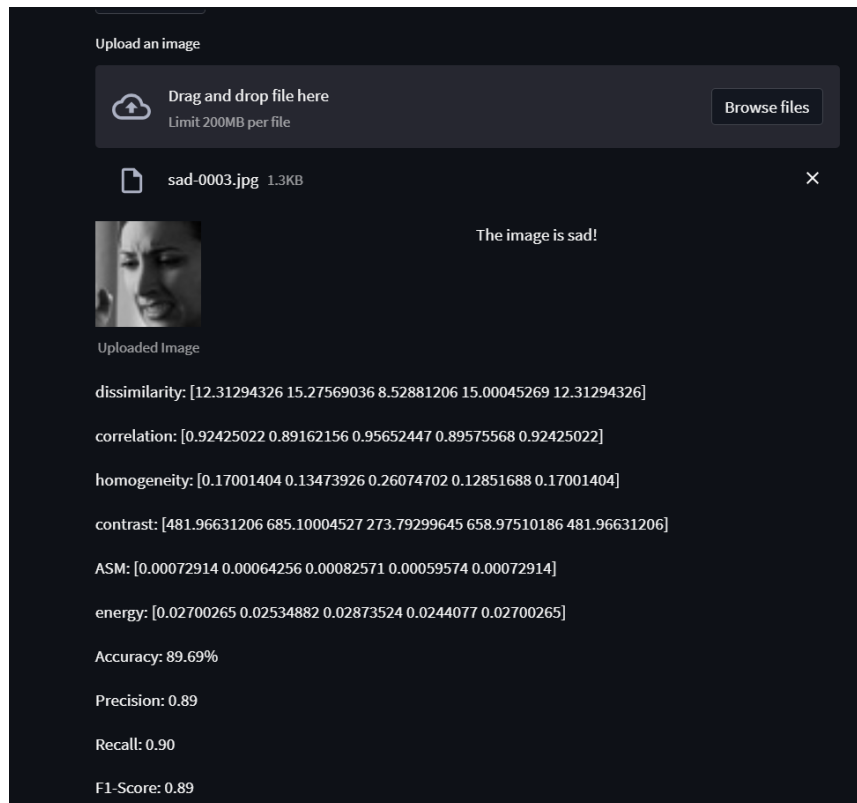 Upload an image
Drag and drop file here
Limit 200MB per file
Browse files
sad-0003.jpg 1.3KB
The image is sad!
Uploaded Image
dissimilarity: [12.31294326 15.27569036 8.52881206 15.00045269 12.31294326]
correlation: [0.92425022 0.89162156 0.95652447 0.89575568 0.92425022]
homogeneity: [0.17001404 0.13473926 0.26074702 0.12851688 0.17001404]
contrast: [481.96631206 685.10004527 273.79299645 658.97510186 481.96631206]
ASM: [0.00072914 0.00064256 0.00082571 0.00059574 0.00072914]
energy: [0.02700265 0.02534882 0.02873524 0.0244077 0.02700265]
Accuracy: 89.69%
Precision: 0.89
Recall: 0.90
F1-Score: 0.89